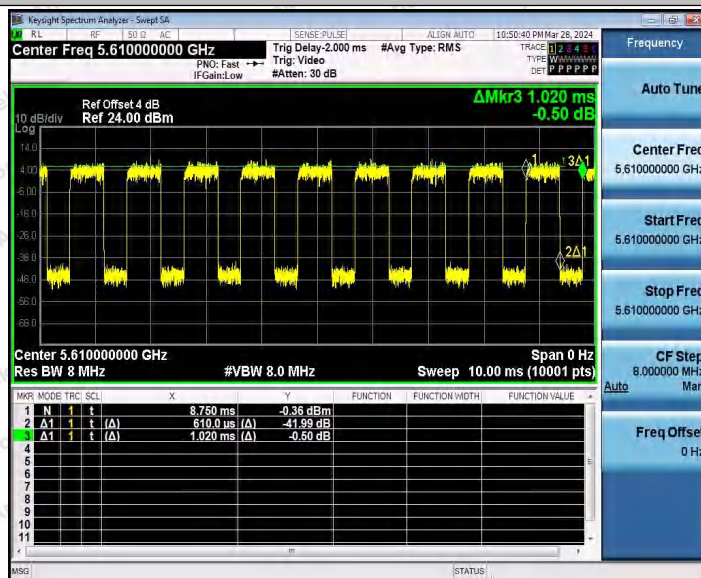 Keysight Spectrum Analyzer - Swept SA
RL RF 50 Ω AC SENSE:PULSE ALIGN AUTO 10:50:40 PM Mar 28, 2024
Center Freq 5.610000000 GHz
PNO: Fast
IFGain:Low
Trig Delay-2.000 ms
Trig: Video
#Atten: 30 dB
#Avg Type: RMS
TRACE 1 2 3 4 5 6
TYPE WWWWWW
DET P P P P P P
Ref Offset 4 dB
10 dB/div Ref 24.00 dBm
Log
ΔMkr3 1.020 ms
-0.50 dB
14.0
4.00
-6.00
-16.0
-26.0
-36.0
-46.0
-56.0
-66.0
1
3Δ1
2Δ1
Center 5.610000000 GHz Span 0 Hz
Res BW 8 MHz #VBW 8.0 MHz Sweep 10.00 ms (10001 pts)
MKR MODE TRC SCL X Y FUNCTION FUNCTION WIDTH FUNCTION VALUE
1 N 1 t 8.750 ms -0.36 dBm
2 Δ1 1 t (Δ) 610.0 µs (Δ) -41.99 dB
3 Δ1 1 t (Δ) 1.020 ms (Δ) -0.50 dB
4
5
6
7
8
9
10
11
MSG STATUS
Frequency
Auto Tune
Center Freq
5.610000000 GHz
Start Freq
5.610000000 GHz
Stop Freq
5.610000000 GHz
CF Step
8.000000 MHz
Auto Man
Freq Offset
0 Hz